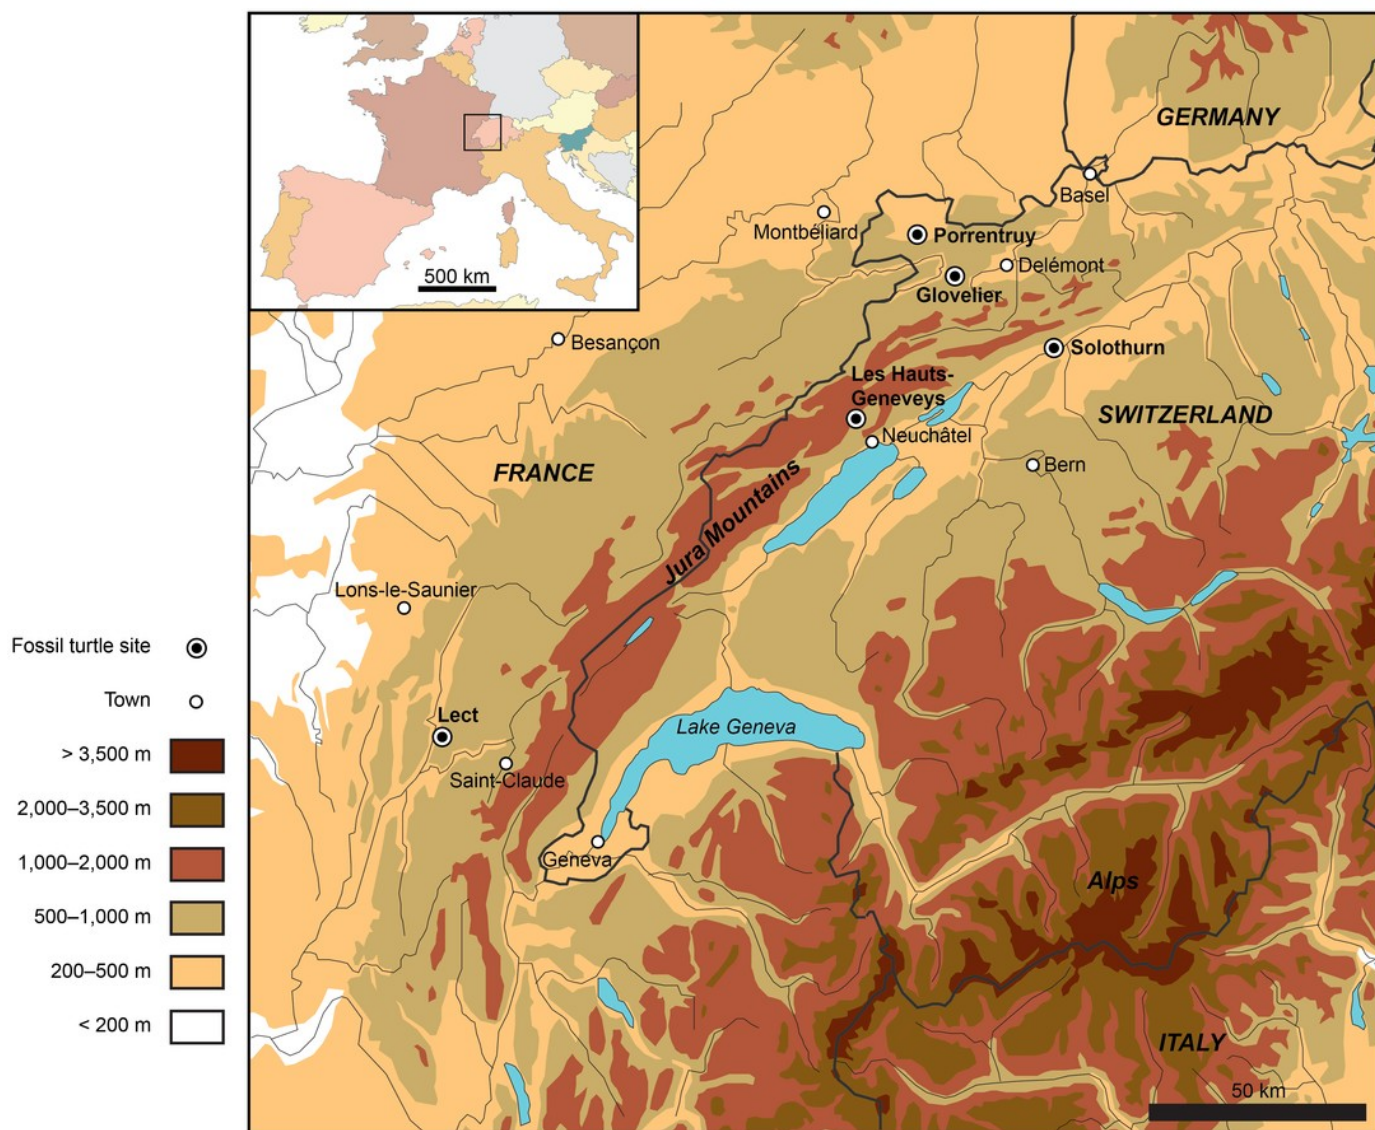 500 km
GERMANY
Basel
Montbéliard
Porrentruy
Delémont
Glovelier
Besançon
Solothurn
Les Hauts-
Geneveys
SWITZERLAND
Neuchâtel
FRANCE
Bern
Jura Mountains
Lons-le-Saunier
Fossil turtle site
Town
Lect
Lake Geneva
> 3,500 m
Saint-Claude
2,000–3,500 m
1,000–2,000 m
Geneva
Alps
500–1,000 m
200–500 m
< 200 m
ITALY
50 km